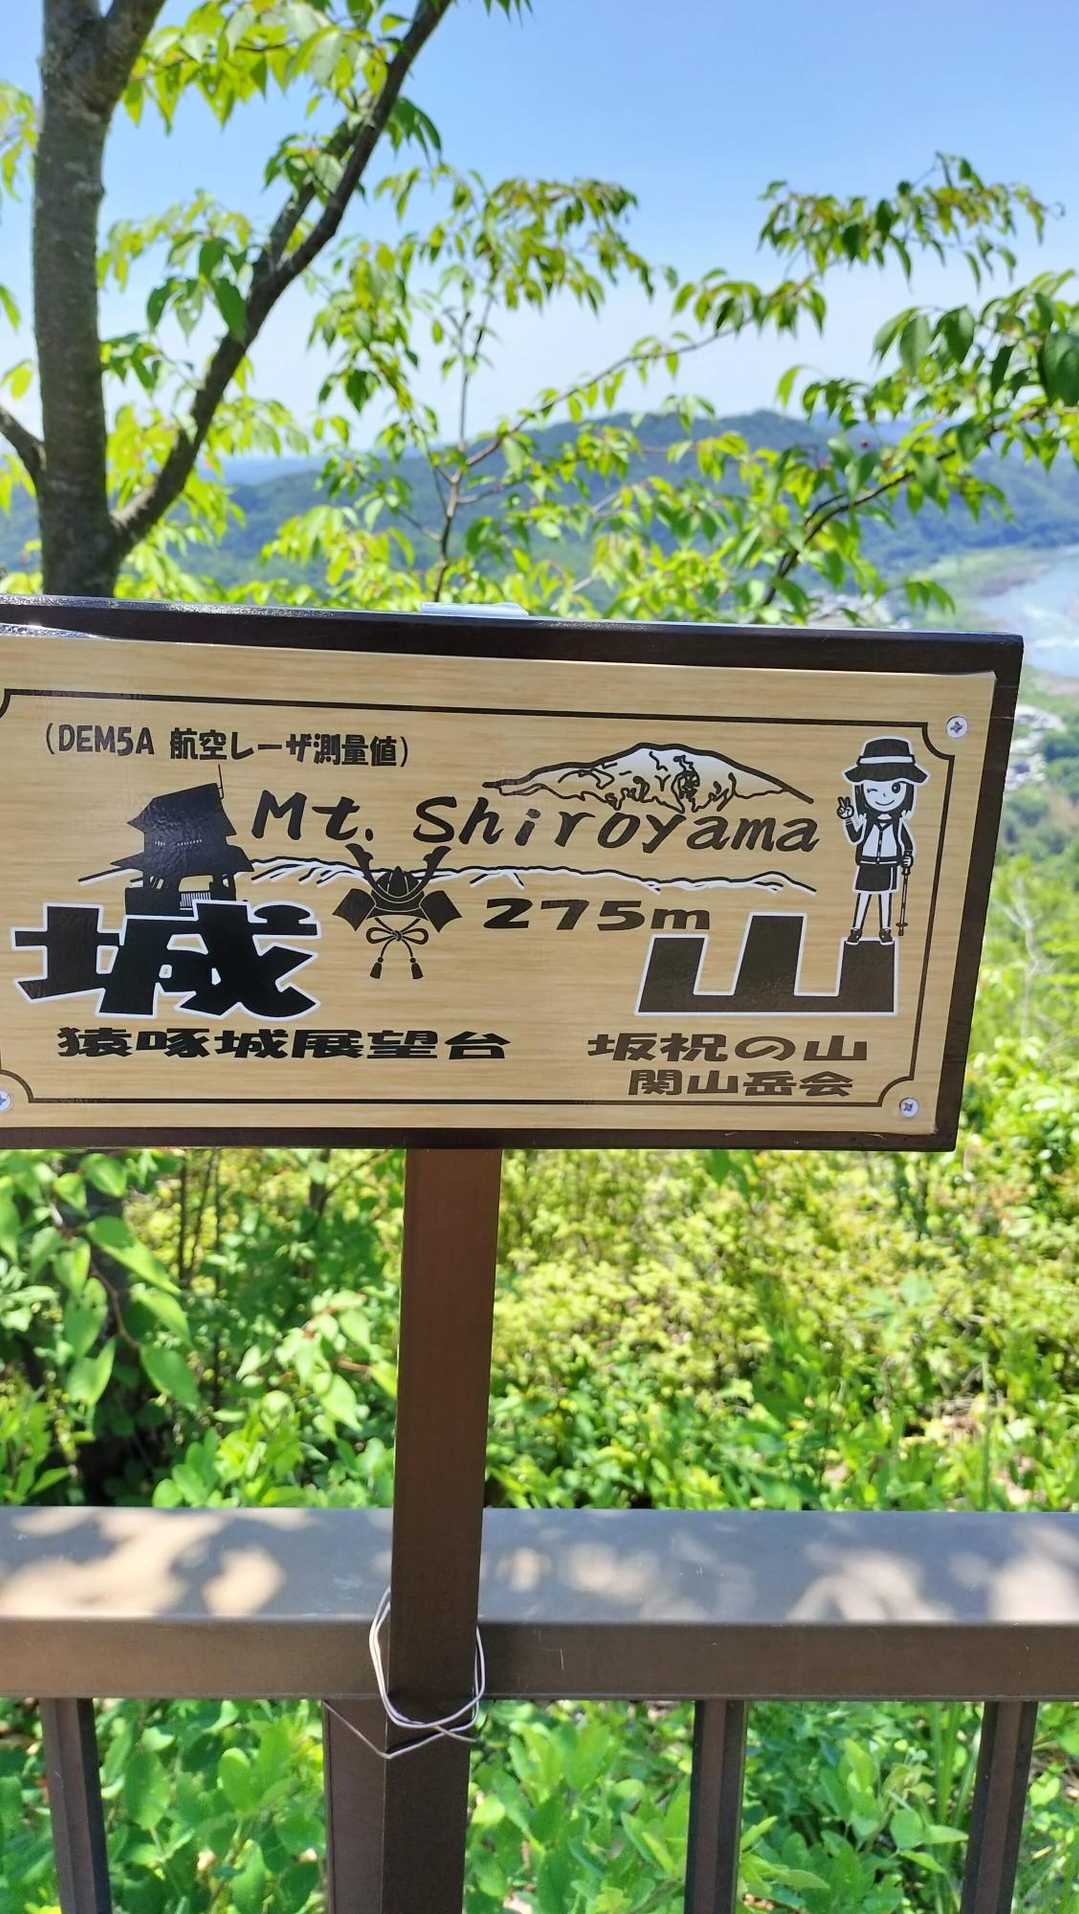 (DEM5A 航空レーザ測量値)
Mt. Shiroyama
275m
城山
猿啄城展望台
坂祝の山
関山岳会